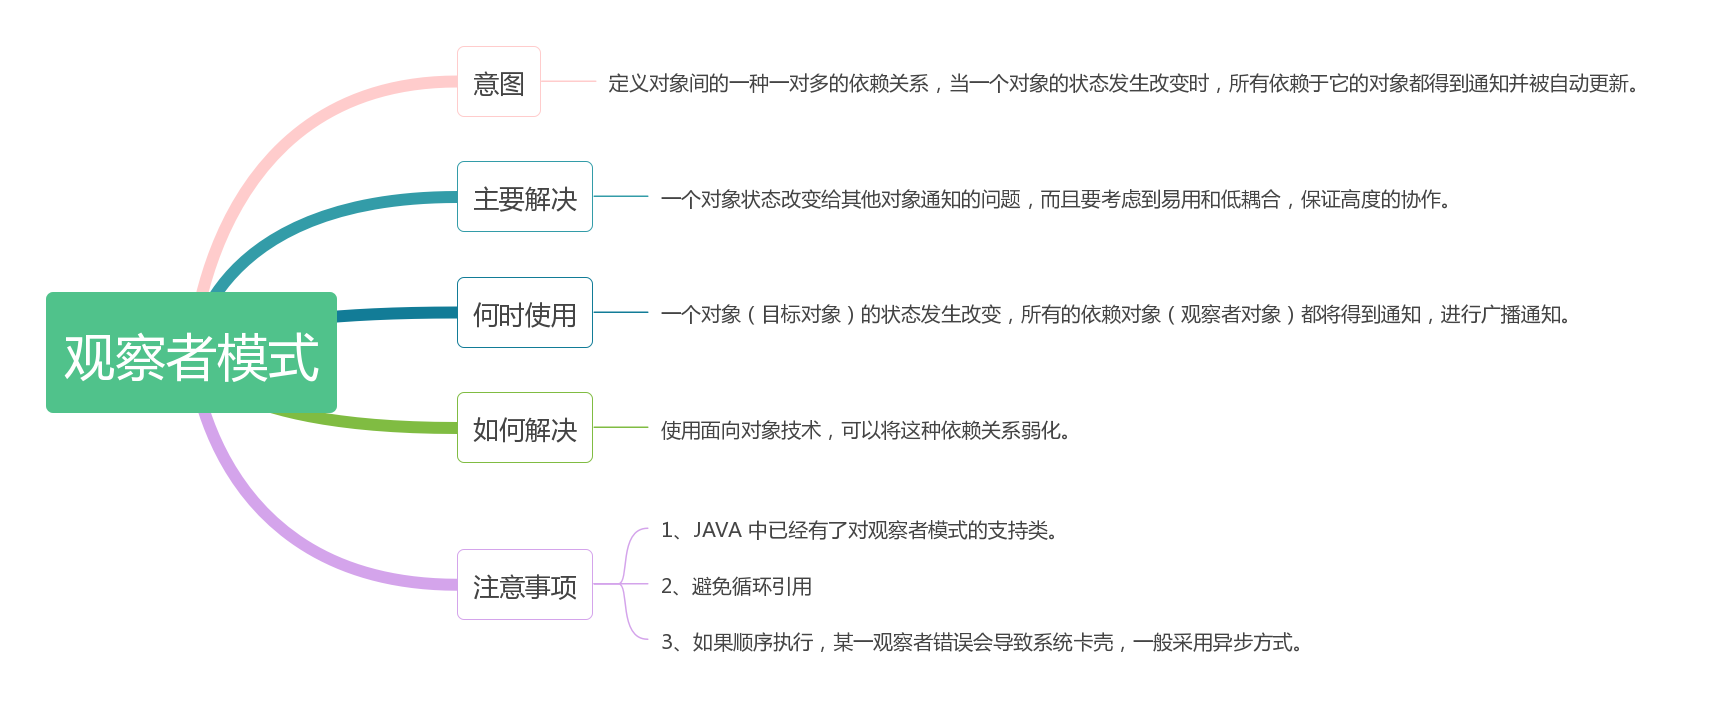 观察者模式
意图
定义对象间的一种一对多的依赖关系，当一个对象的状态发生改变时，所有依赖于它的对象都得到通知并被自动更新。
主要解决
一个对象状态改变给其他对象通知的问题，而且要考虑到易用和低耦合，保证高度的协作。
何时使用
一个对象（目标对象）的状态发生改变，所有的依赖对象（观察者对象）都将得到通知，进行广播通知。
如何解决
使用面向对象技术，可以将这种依赖关系弱化。
注意事项
1、JAVA 中已经有了对观察者模式的支持类。
2、避免循环引用
3、如果顺序执行，某一观察者错误会导致系统卡壳，一般采用异步方式。